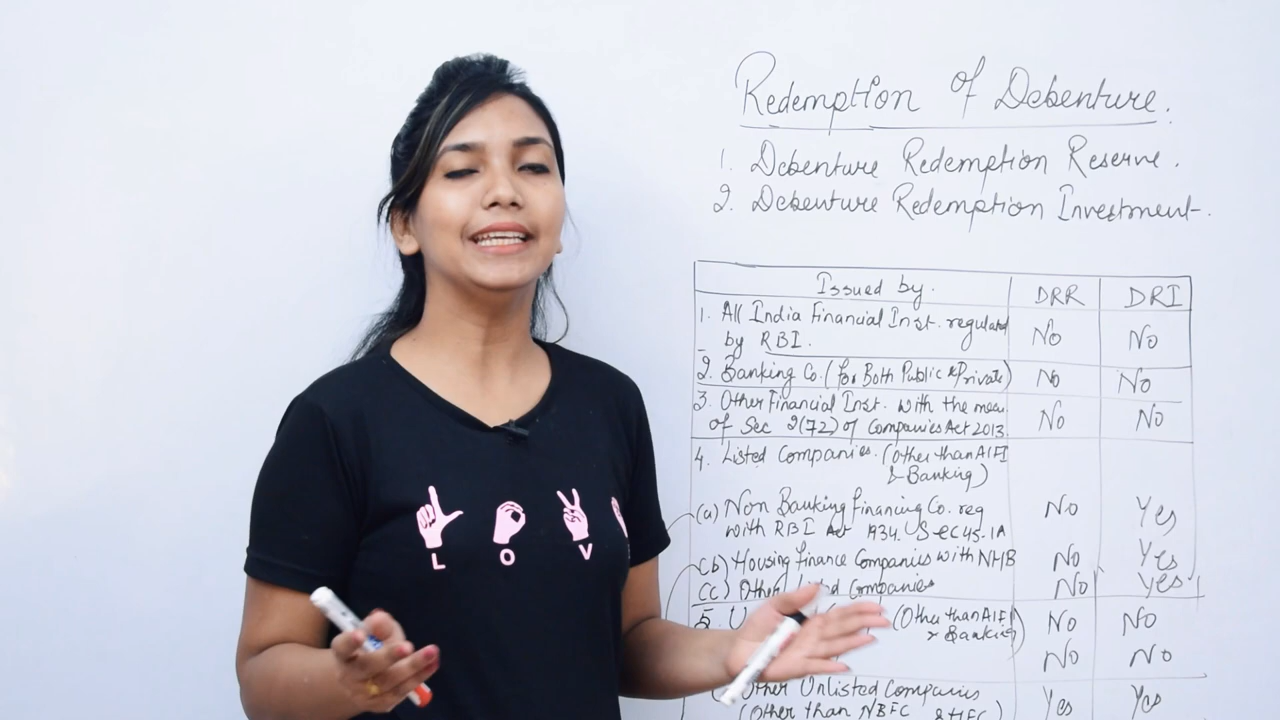 Redemption of Debenture.
1. Debenture Redemption Reserve.
2. Debenture Redemption Investment.
Issued by. DRR DRI
1. All India Financial Inst. regulated
by RBI. No No
2. Banking Co. (for Both Public & Private) No No
3. Other Financial Inst. with the
of Sec 2(72) of Companies Act 2013. No No
4. Listed Companies. (Other than AIFI
& Banking)
(a) Non Banking Financing Co. reg No Yes
with RBI Act 1934. Sec 45-1A
(b) Housing Finance Companies with NHB No Yes
(c) Other Companies No Yes
5. (Other than AIFI No No
& Banking)
No No
Other Unlisted Companies Yes Yes
(Other than NBFC & HFC)
L O V